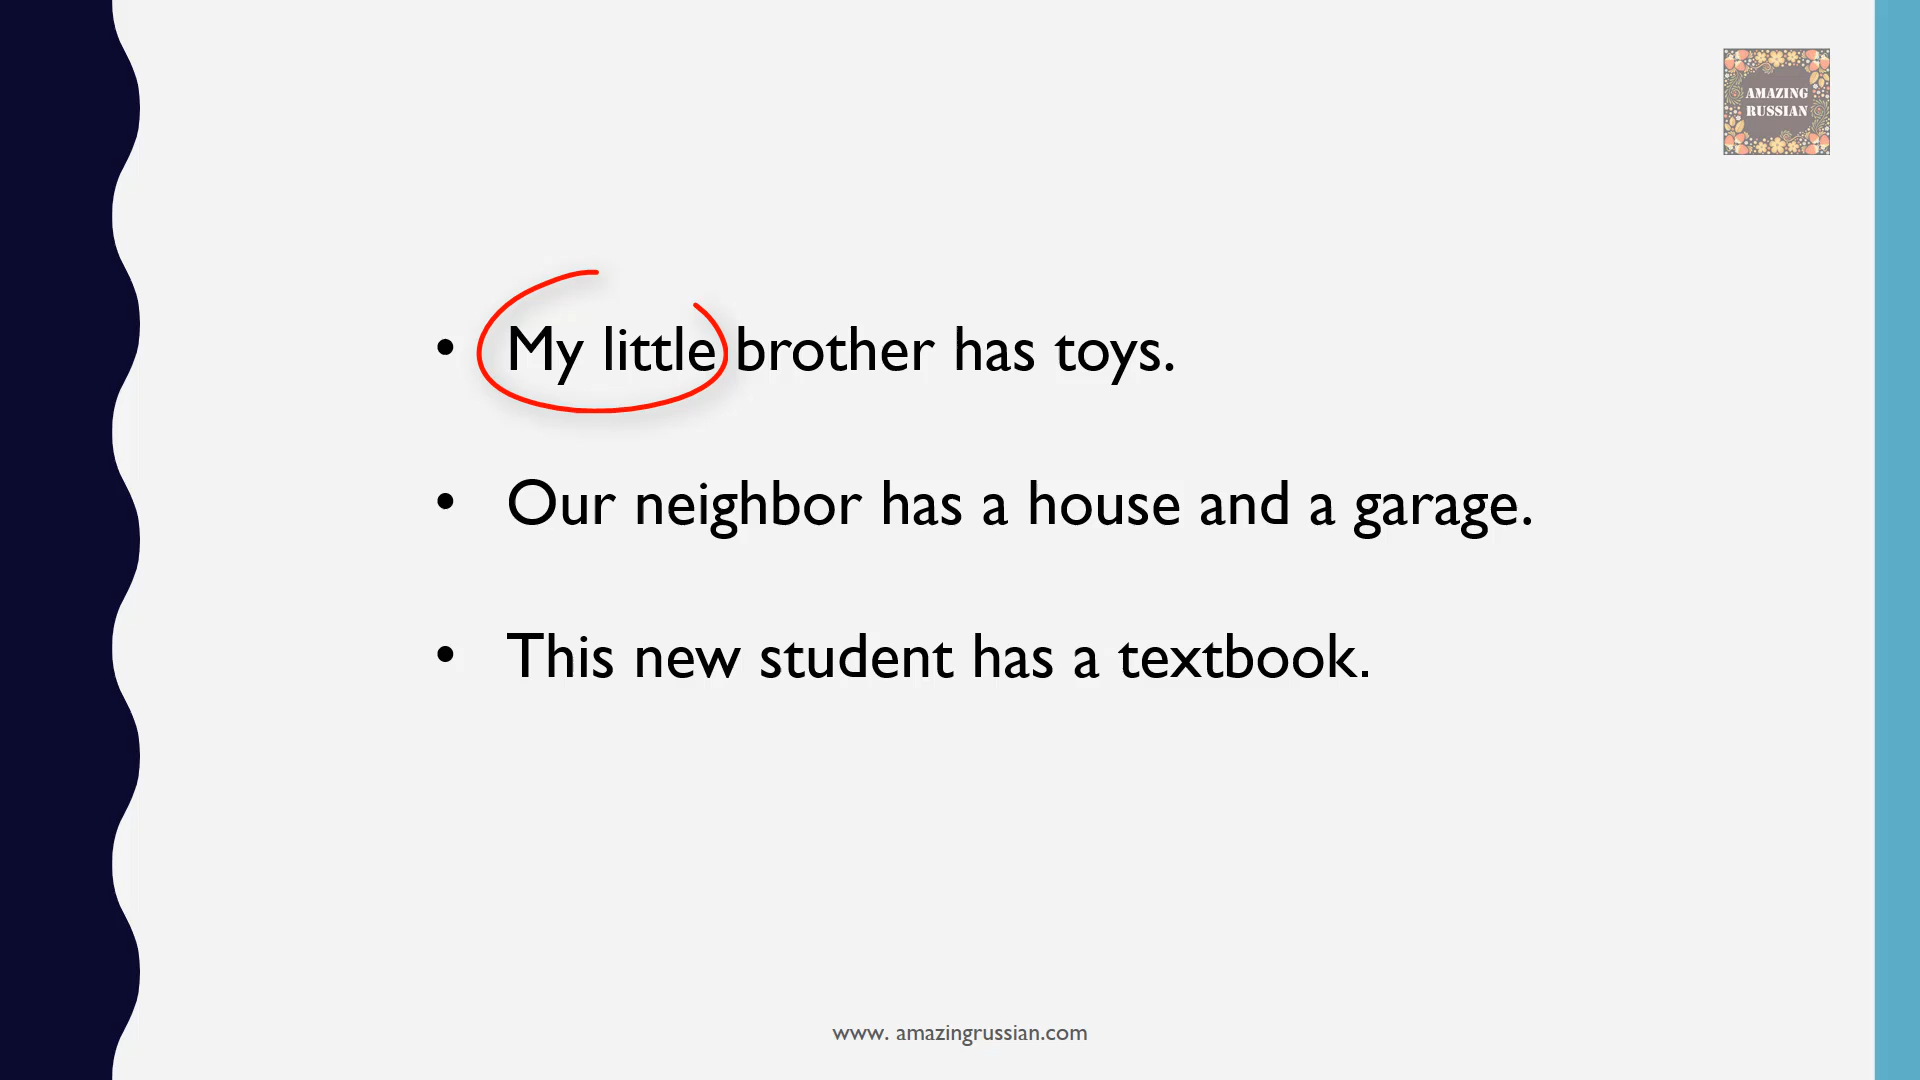 AMAZING
RUSSIAN
• My little brother has toys.
• Our neighbor has a house and a garage.
• This new student has a textbook.
www. amazingrussian.com